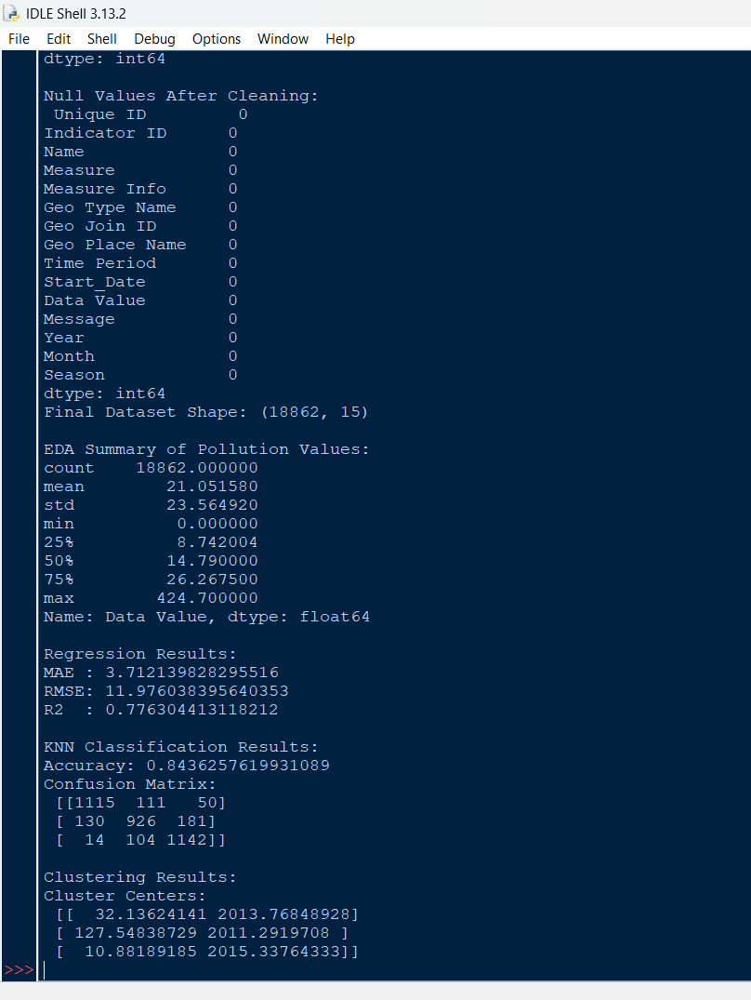 IDLE Shell 3.13.2
File Edit Shell Debug Options Window Help
dtype: int64
Null Values After Cleaning:
 Unique ID         0
Indicator ID      0
Name              0
Measure           0
Measure Info      0
Geo Type Name     0
Geo Join ID       0
Geo Place Name    0
Time Period       0
Start_Date        0
Data Value        0
Message           0
Year              0
Month             0
Season            0
dtype: int64
Final Dataset Shape: (18862, 15)
EDA Summary of Pollution Values:
count    18862.000000
mean        21.051580
std         23.564920
min          0.000000
25%          8.742004
50%         14.790000
75%         26.267500
max        424.700000
Name: Data Value, dtype: float64
Regression Results:
MAE : 3.712139828295516
RMSE: 11.976038395640353
R2  : 0.776304413118212
KNN Classification Results:
Accuracy: 0.8436257619931089
Confusion Matrix:
 [[1115  111   50]
 [ 130  926  181]
 [  14  104 1142]]
Clustering Results:
Cluster Centers:
 [[  32.13624141 2013.76848928]
 [ 127.54838729 2011.2919708 ]
 [  10.88189185 2015.33764333]]
>>>